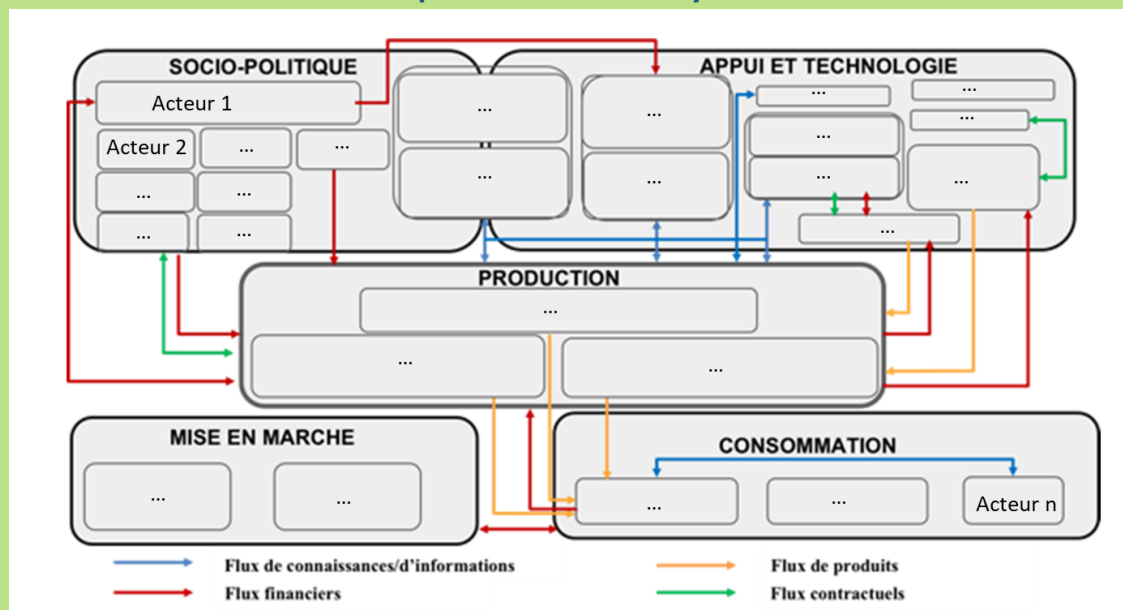 SOCIO-POLITIQUE
APPUI ET TECHNOLOGIE
Acteur 1
...
...
...
...
...
Acteur 2
...
...
...
...
...
...
...
...
...
...
...
...
...
PRODUCTION
...
...
...
MISE EN MARCHE
CONSOMMATION
...
...
...
...
Acteur n
Flux de connaissances/d'informations
Flux de produits
Flux financiers
Flux contractuels